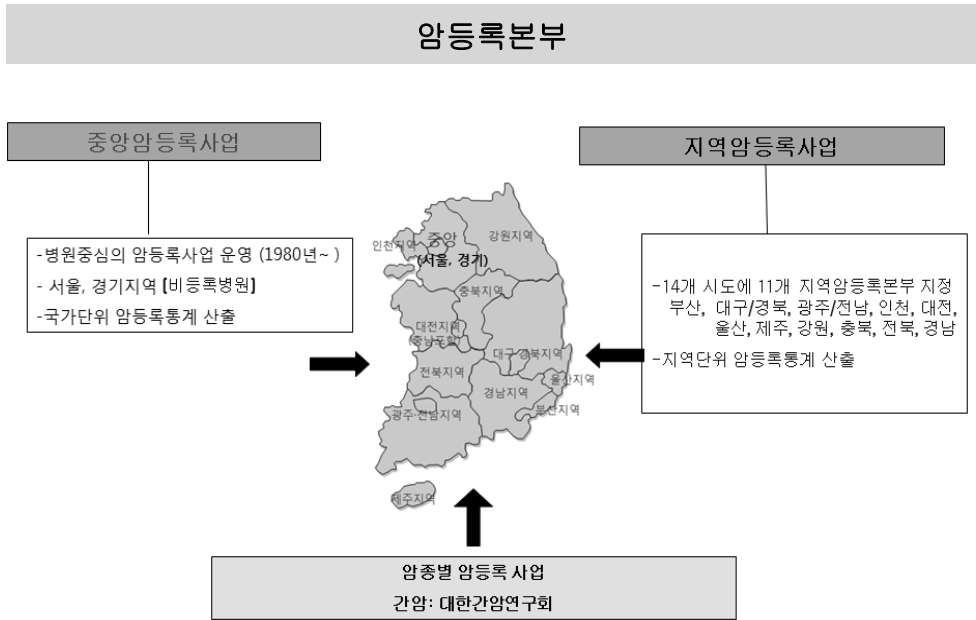 암등록본부
중앙암등록사업
-병원중심의 암등록사업 운영 (1980년~ )
- 서울, 경기지역 [비등록병원]
-국가단위 암등록통계 산출
지역암등록사업
-14개 시도에 11개 지역암등록본부 지정
부산, 대구/경북, 광주/전남, 인천, 대전,
울산, 제주, 강원, 충북, 전북, 경남
-지역단위 암등록통계 산출
인천지역
중앙
(서울, 경기)
강원지역
충북지역
대전지역
(충남포함)
대구·경북지역
전북지역
경남지역
울산지역
부산지역
광주·전남지역
제주지역
암종별 암등록 사업
간암: 대한간암연구회